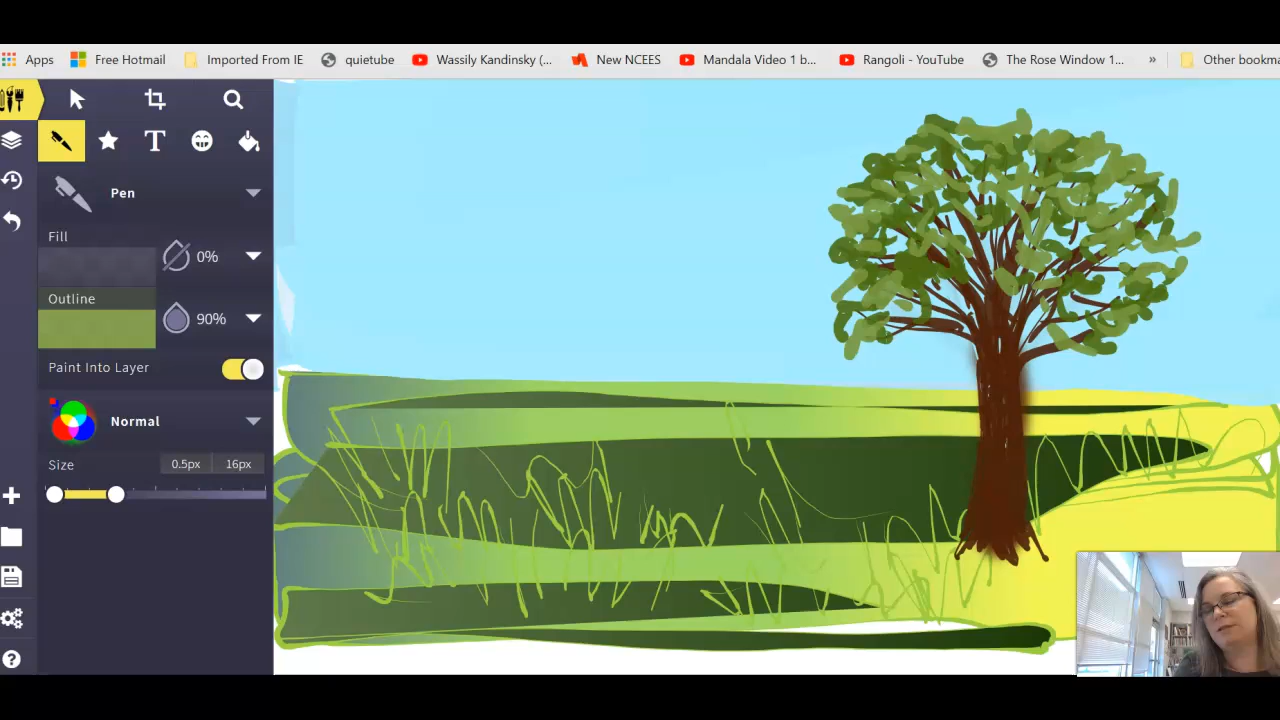 Apps Free Hotmail Imported From IE quietube Wassily Kandinsky (... New NCEES Mandala Video 1 b... Rangoli - YouTube The Rose Window 1... » Other bookma
T
Pen
Fill
0%
Outline
90%
Paint Into Layer
Normal
Size 0.5px 16px
?